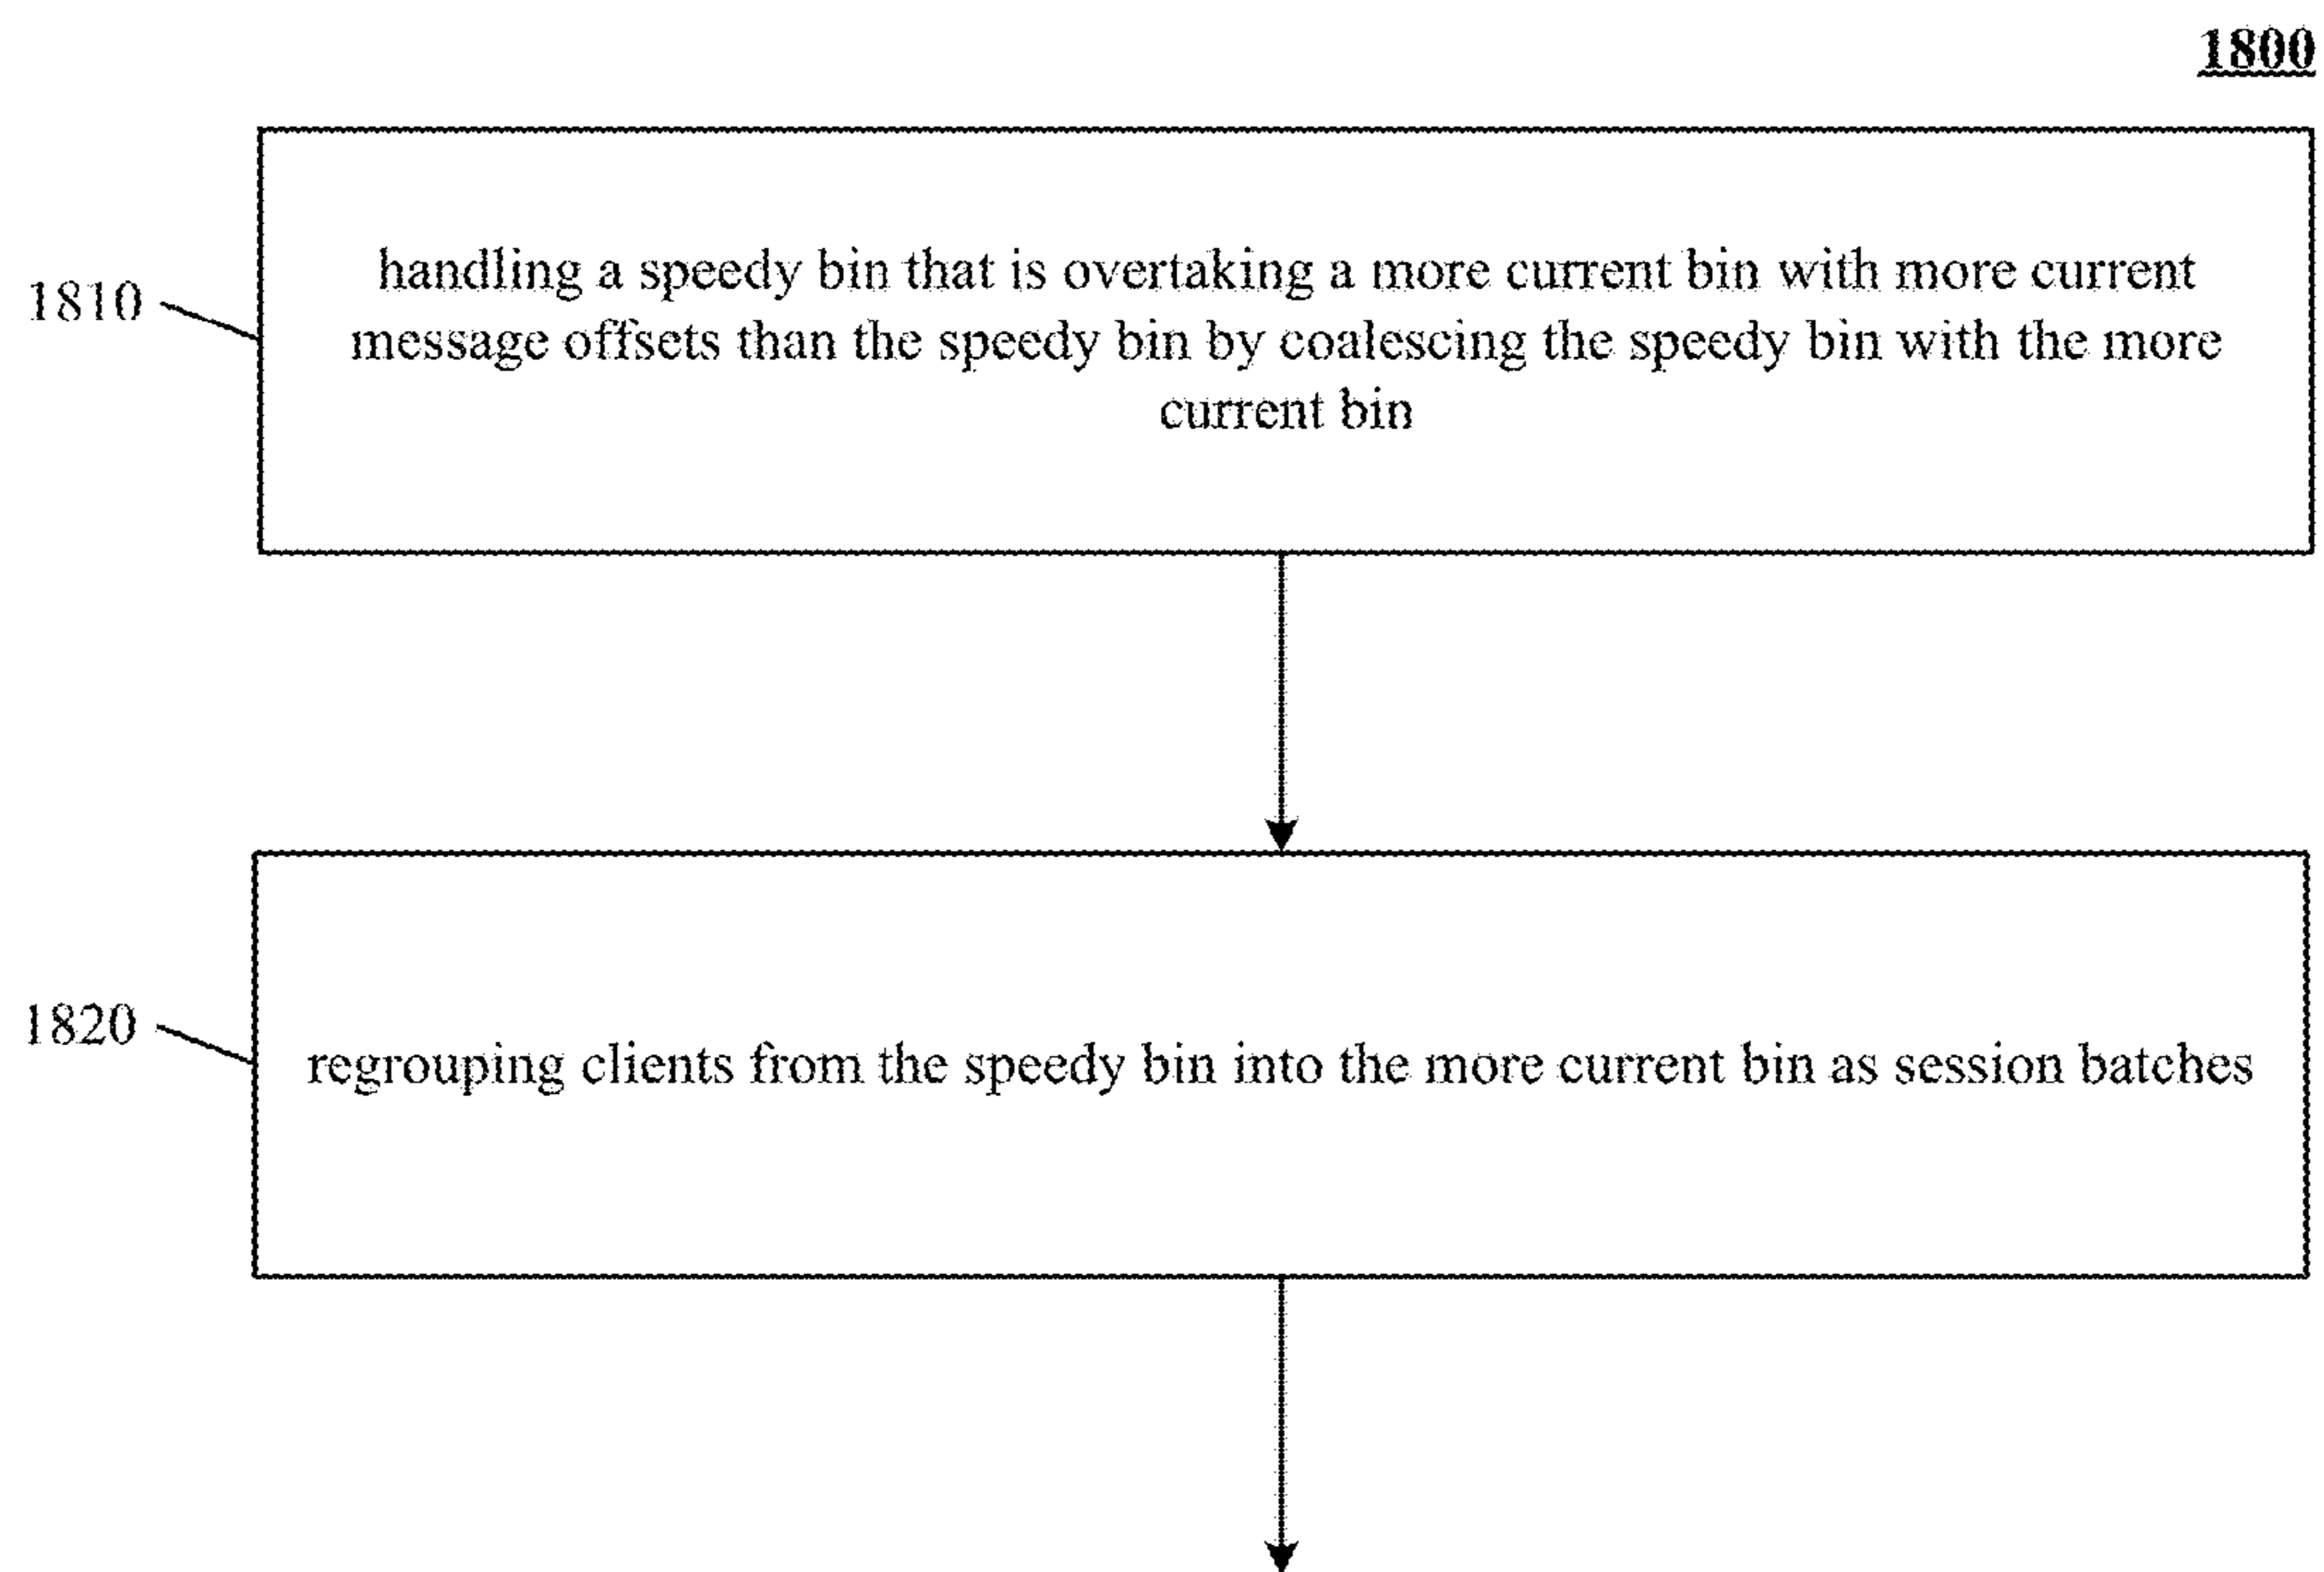 1800
handling a speedy bin that is overtaking a more current bin with more current
1810
message offsets than the speedy bin by coalescing the speedy bin with the more
current bin
1820
regrouping clients from the speedy bin into the more current bin as session batches